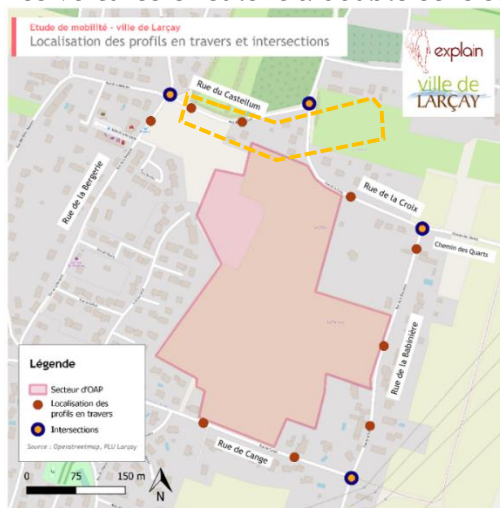 Etude de mobilité - ville de Larçay
Localisation des profils en travers et intersections
explain
ville de
LARÇAY
Rue du Castellum
Rue de la Bergerie
Rue de la Croix
Chemin des Quarts
Rue de la Babinière
Rue de Cange
Légende
Secteur d'OAP
Localisation des
profils en travers
Intersections
Source : Openstreetmap, PLU Larçay
0 75 150 m
N